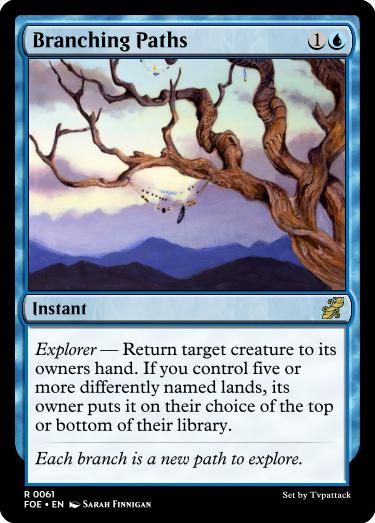 Branching Paths
1
Instant
Explorer — Return target creature to its
owners hand. If you control five or
more differently named lands, its
owner puts it on their choice of the top
or bottom of their library.
Each branch is a new path to explore.
R 0061
FOE • EN Sarah Finnigan
Set by Tvpattack